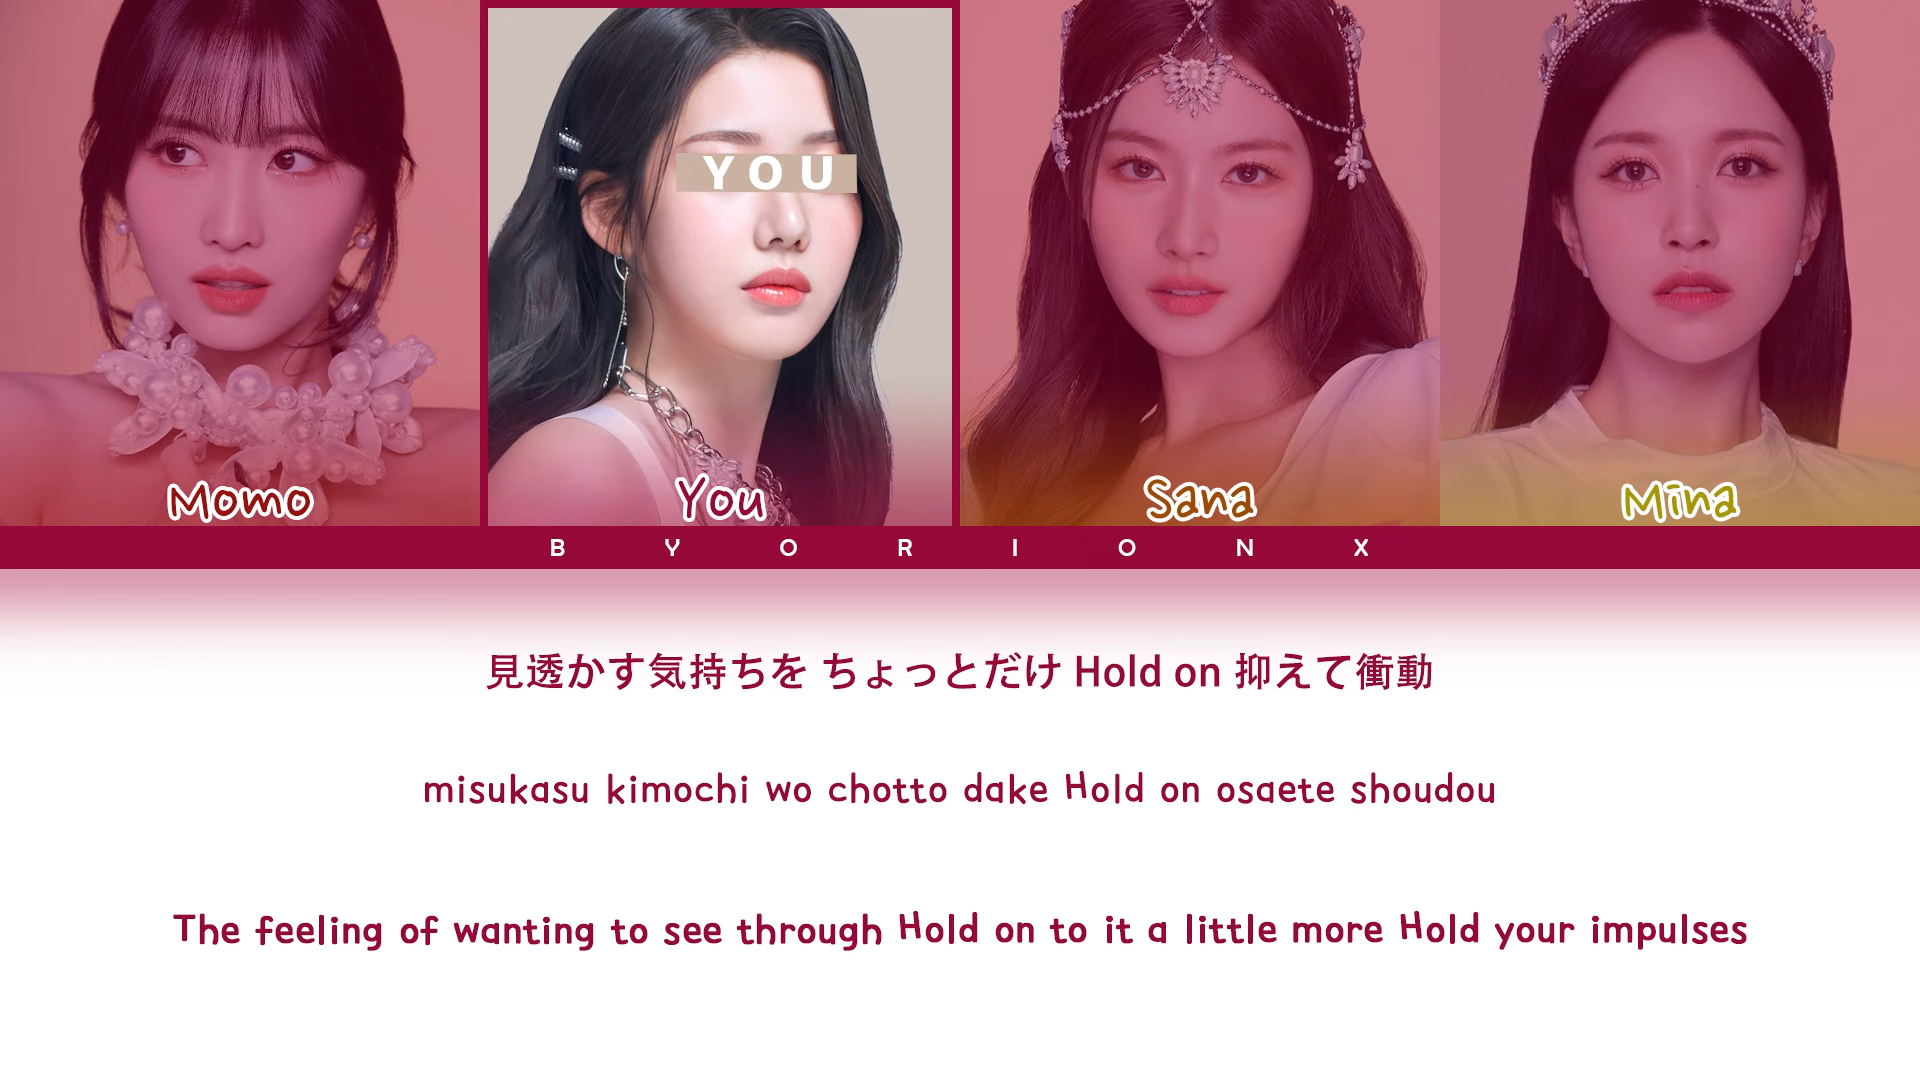 YOU
Momo
You
Sana
Mina
BYORIONX
見透かす気持ちを ちょっとだけ Hold on 抑えて衝動
misukasu kimochi wo chotto dake Hold on osaete shoudou
The feeling of wanting to see through Hold on to it a little more Hold your impulses